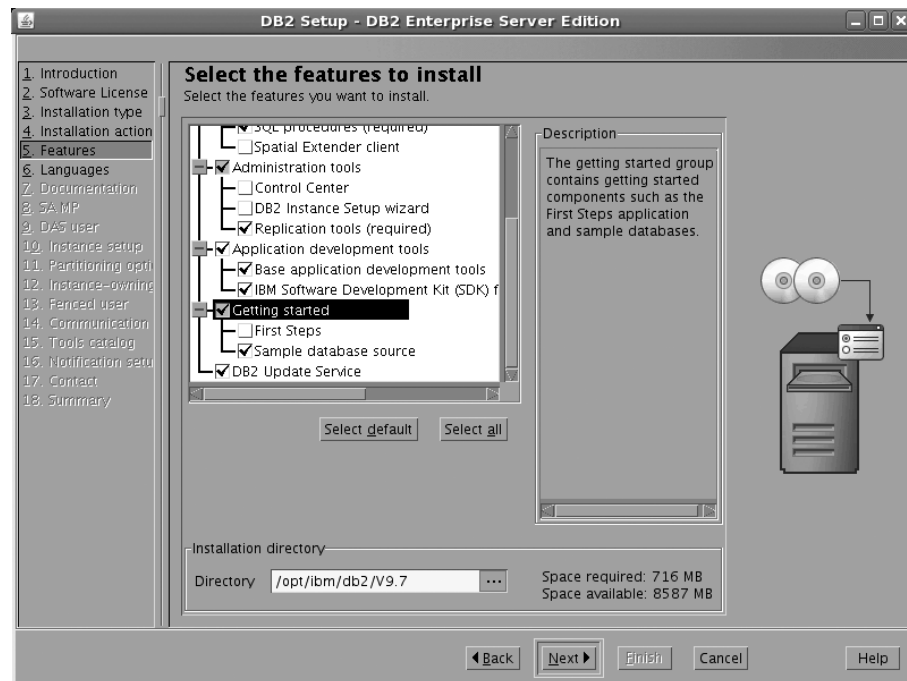 DB2 Setup - DB2 Enterprise Server Edition
1. Introduction
2. Software License
3. Installation type
4. Installation action
5. Features
6. Languages
7. Documentation
8. SA MP
9. DAS user
10. Instance setup
11. Partitioning opti
12. Instance-owning
13. Fenced user
14. Communication
15. Tools catalog
16. Notification setu
17. Contact
18. Summary
Select the features to install
Select the features you want to install.
SQL procedures (required)
Spatial Extender client
Administration tools
Control Center
DB2 Instance Setup wizard
Replication tools (required)
Application development tools
Base application development tools
IBM Software Development Kit (SDK) f
Getting started
First Steps
Sample database source
DB2 Update Service
Select default
Select all
Description
The getting started group
contains getting started
components such as the
First Steps application
and sample databases.
Installation directory
Directory /opt/ibm/db2/V9.7 ...
Space required: 716 MB
Space available: 8587 MB
Back
Next
Finish
Cancel
Help